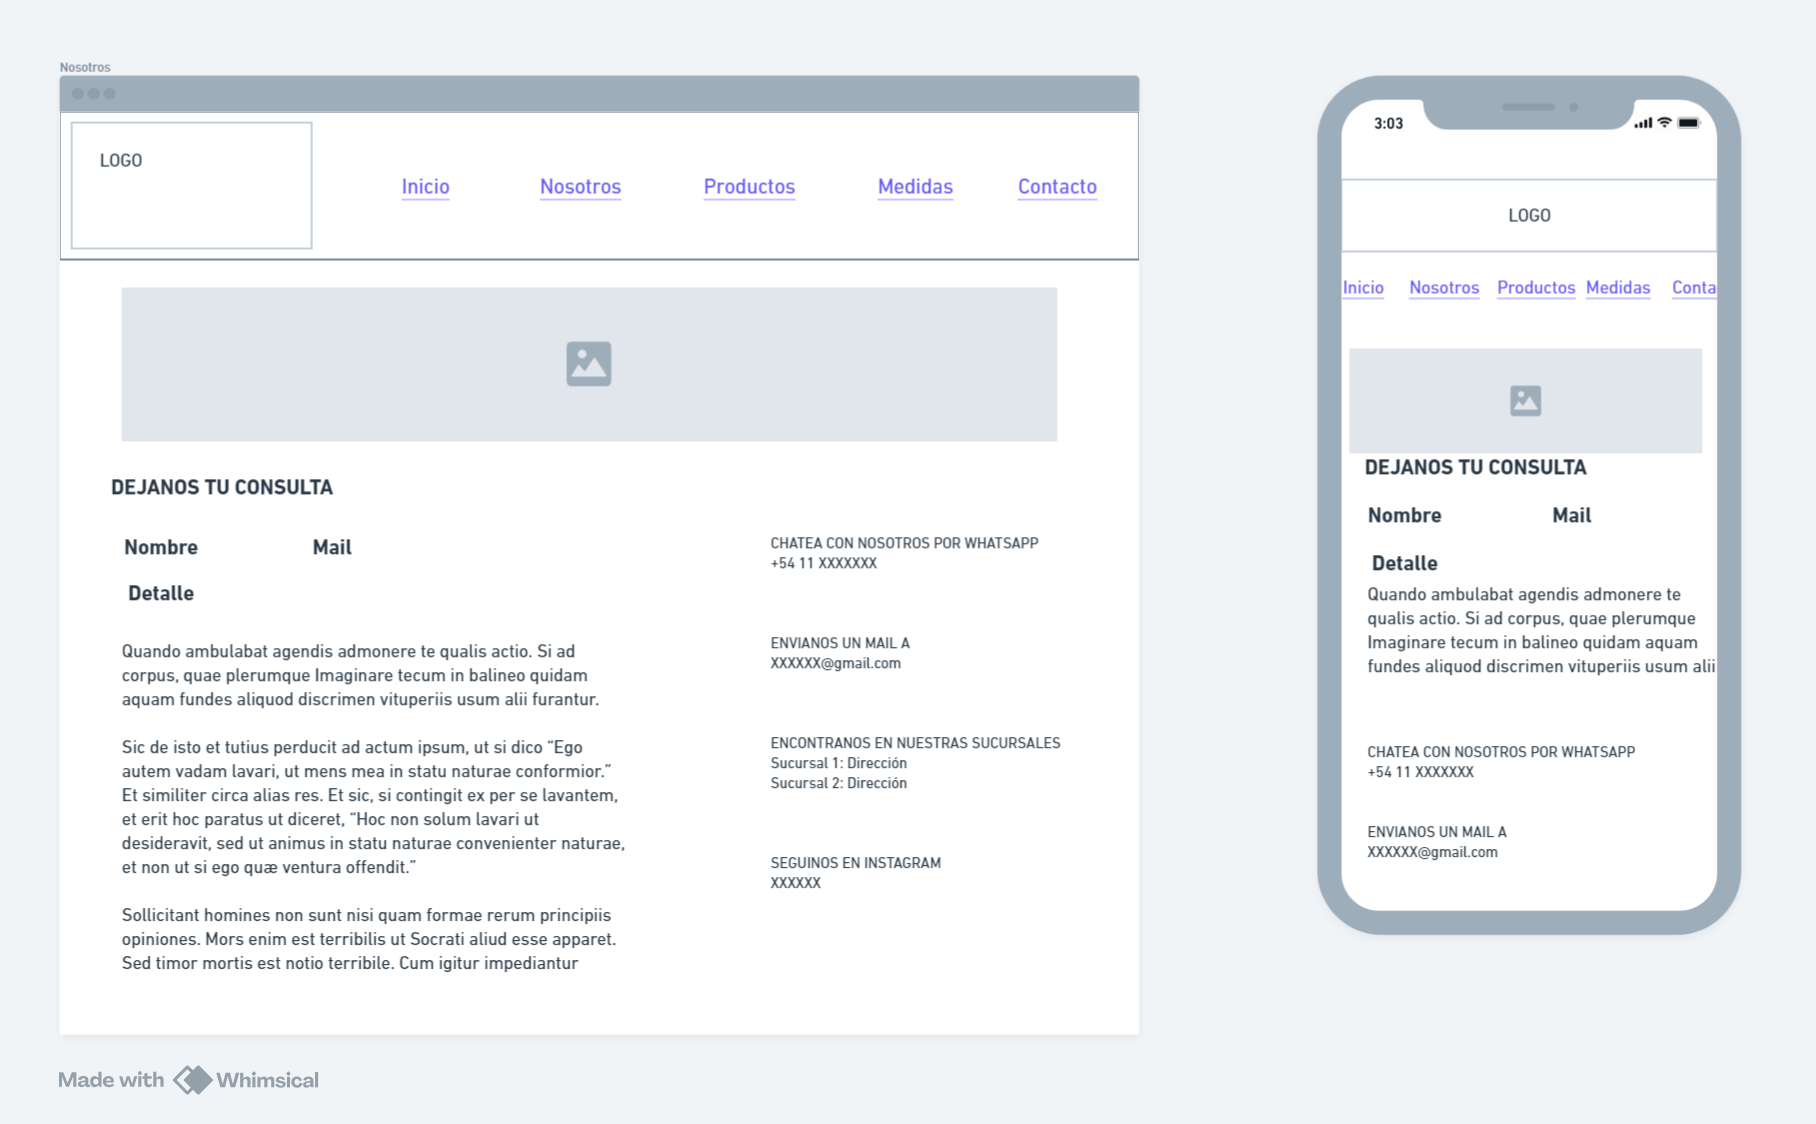 Nosotros
LOGO
Inicio Nosotros Productos Medidas Contacto
DEJANOS TU CONSULTA
Nombre Mail
Detalle
Quando ambulabat agendis admonere te qualis actio. Si ad
corpus, quae plerumque Imaginare tecum in balineo quidam
aquam fundes aliquod discrimen vituperiis usum alii furantur.
Sic de isto et tutius perducit ad actum ipsum, ut si dico “Ego
autem vadam lavari, ut mens mea in statu naturae conformior.”
Et similiter circa alias res. Et sic, si contingit ex per se lavantem,
et erit hoc paratus ut diceret, “Hoc non solum lavari ut
desideravit, sed ut animus in statu naturae convenienter naturae,
et non ut si ego quæ ventura offendit.”
Sollicitant homines non sunt nisi quam formae rerum principiis
opiniones. Mors enim est terribilis ut Socrati aliud esse apparet.
Sed timor mortis est notio terribile. Cum igitur impediantur
CHATEA CON NOSOTROS POR WHATSAPP
+54 11 XXXXXXX
ENVIANOS UN MAIL A
XXXXXX@gmail.com
ENCONTRANOS EN NUESTRAS SUCURSALES
Sucursal 1: Dirección
Sucursal 2: Dirección
SEGUINOS EN INSTAGRAM
XXXXXX
3:03
LOGO
Inicio Nosotros Productos Medidas Conta
DEJANOS TU CONSULTA
Nombre Mail
Detalle
Quando ambulabat agendis admonere te
qualis actio. Si ad corpus, quae plerumque
Imaginare tecum in balineo quidam aquam
fundes aliquod discrimen vituperiis usum alii
CHATEA CON NOSOTROS POR WHATSAPP
+54 11 XXXXXXX
ENVIANOS UN MAIL A
XXXXXX@gmail.com
Made with Whimsical